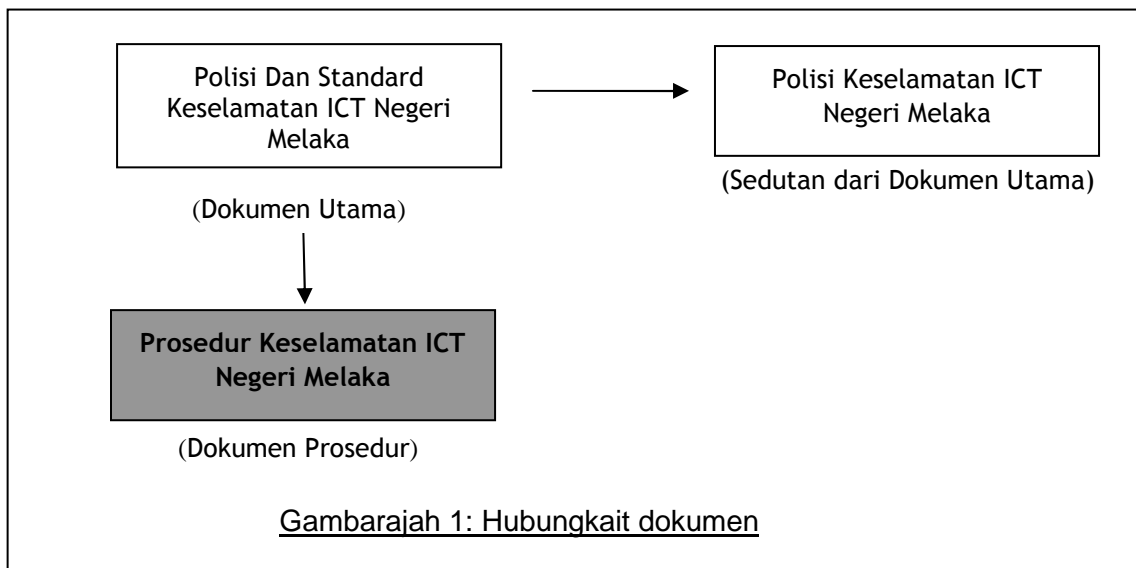 Polisi Dan Standard
Keselamatan ICT Negeri
Melaka
(Dokumen Utama)
Polisi Keselamatan ICT
Negeri Melaka
(Sedutan dari Dokumen Utama)
Prosedur Keselamatan ICT
Negeri Melaka
(Dokumen Prosedur)
Gambarajah 1: Hubungkait dokumen